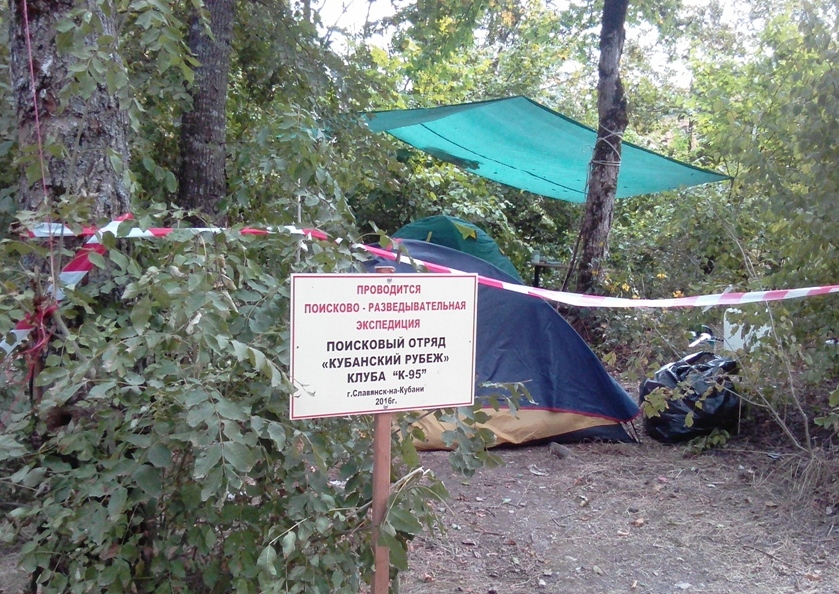 ПРОВОДИТСЯ
ПОИСКОВО - РАЗВЕДЫВАТЕЛЬНАЯ
ЭКСПЕДИЦИЯ
ПОИСКОВЫЙ ОТРЯД
«КУБАНСКИЙ РУБЕЖ»
КЛУБА “К-95”
г.Славянск-на-Кубани
2016г.